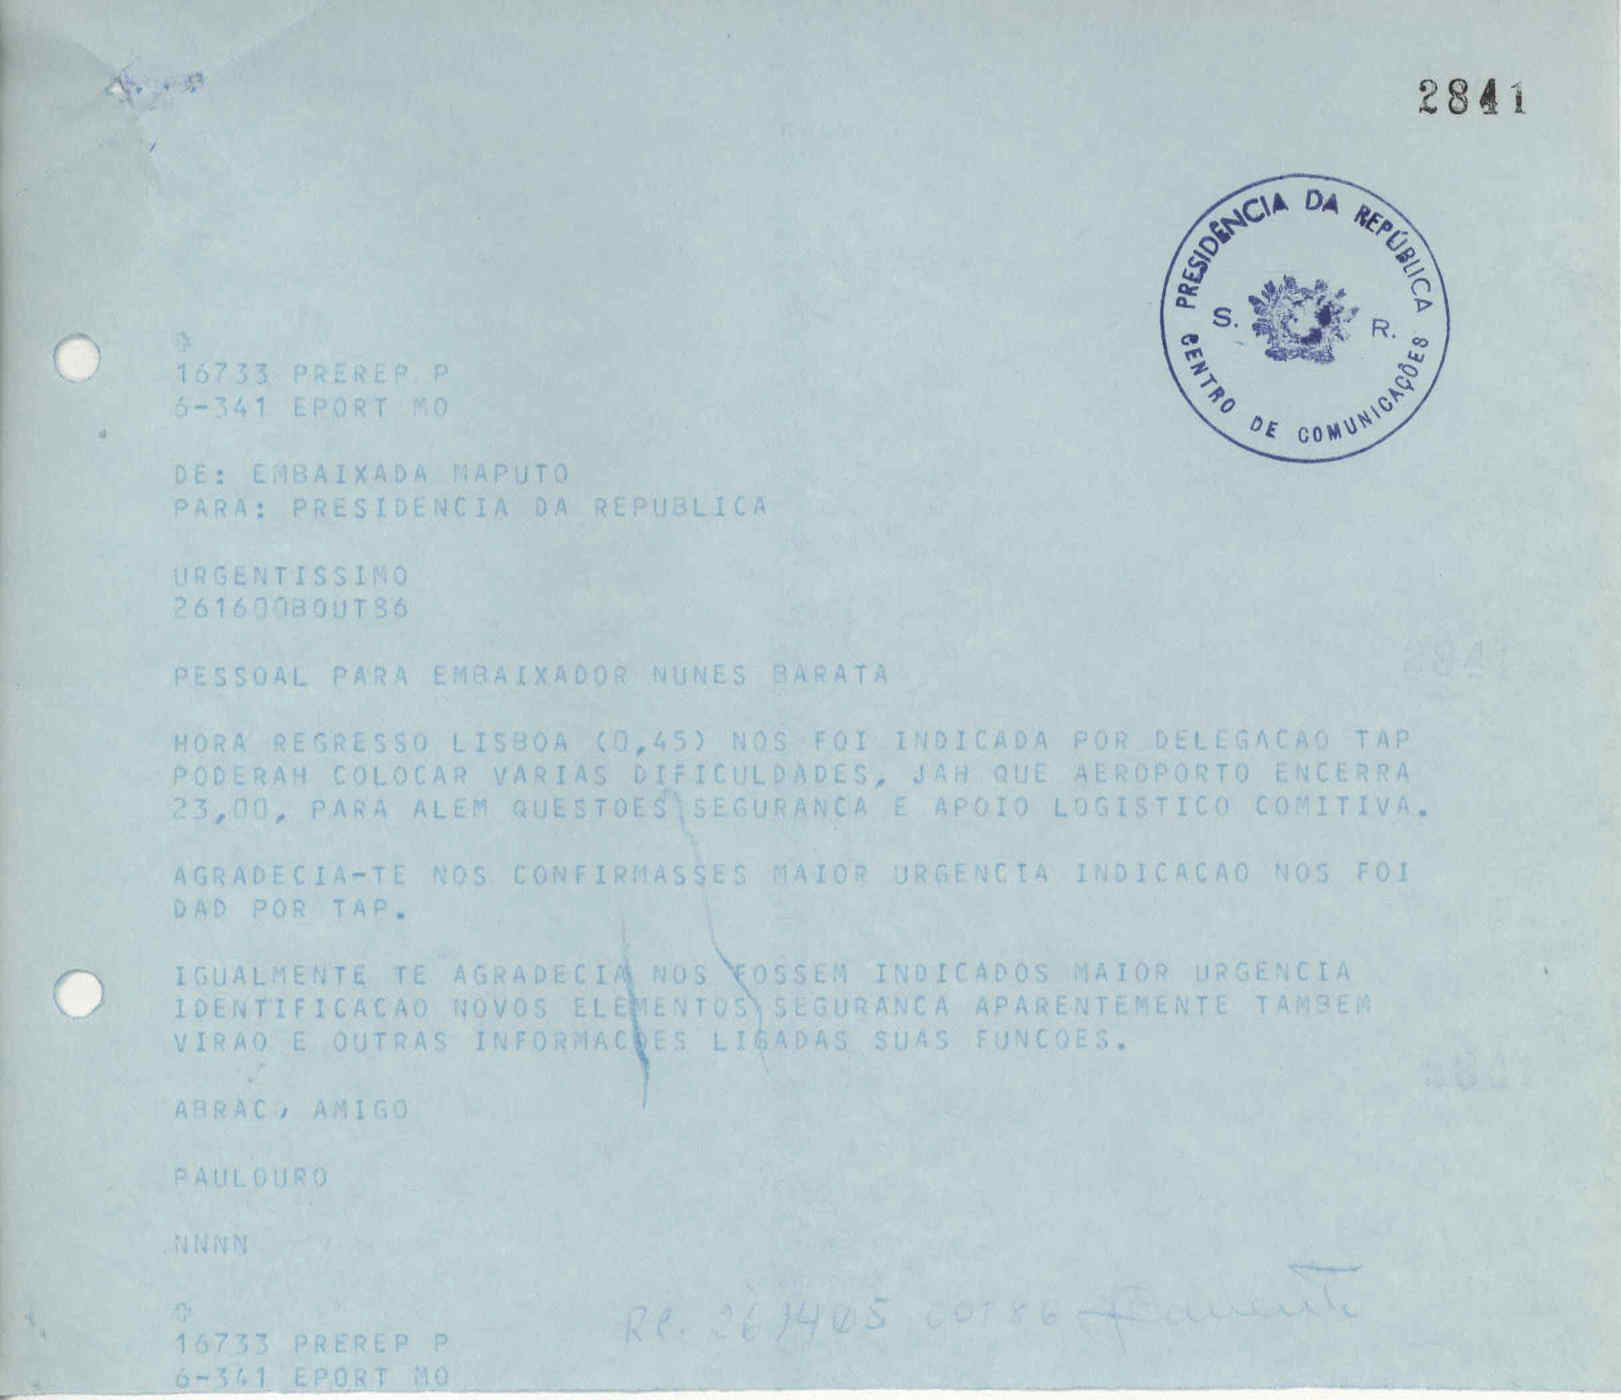 2841
PRESIDÊNCIA DA REPÚBLICA
S. R.
CENTRO DE COMUNICAÇÕES
16733 PREREP P
6-341 EPORT MO
DE: EMBAIXADA MAPUTO
PARA: PRESIDENCIA DA REPUBLICA
URGENTISSIMO
261600BOUT86
PESSOAL PARA EMBAIXADOR NUNES BARATA
HORA REGRESSO LISBOA (0,45) NOS FOI INDICADA POR DELEGACAO TAP
PODERAH COLOCAR VARIAS DIFICULDADES, JAH QUE AEROPORTO ENCERRA
23,00, PARA ALEM QUESTOES SEGURANCA E APOIO LOGISTICO COMITIVA.
AGRADECIA-TE NOS CONFIRMASSES MAIOR URGENCIA INDICACAO NOS FOI
DAD POR TAP.
IGUALMENTE TE AGRADECIA NOS FOSSEM INDICADOS MAIOR URGENCIA
IDENTIFICACAO NOVOS ELEMENTOS SEGURANCA APARENTEMENTE TAMBEM
VIRAO E OUTRAS INFORMACOES LIGADAS SUAS FUNCOES.
ABRAC, AMIGO
PAULOURO
NNNN
16733 PREREP P
6-341 EPORT MO